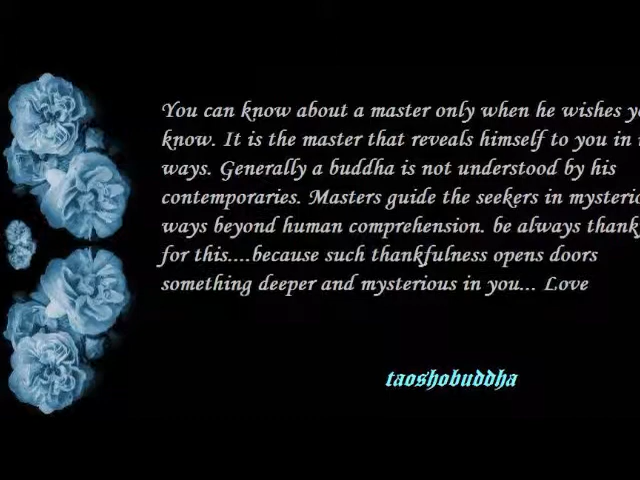 You can know about a master only when he wishes
know. It is the master that reveals himself to you in
ways. Generally a buddha is not understood by his
contemporaries. Masters guide the seekers in
ways beyond human comprehension. be always
for this....because such thankfulness opens doors
something deeper and mysterious in you... Love
taoshobuddha